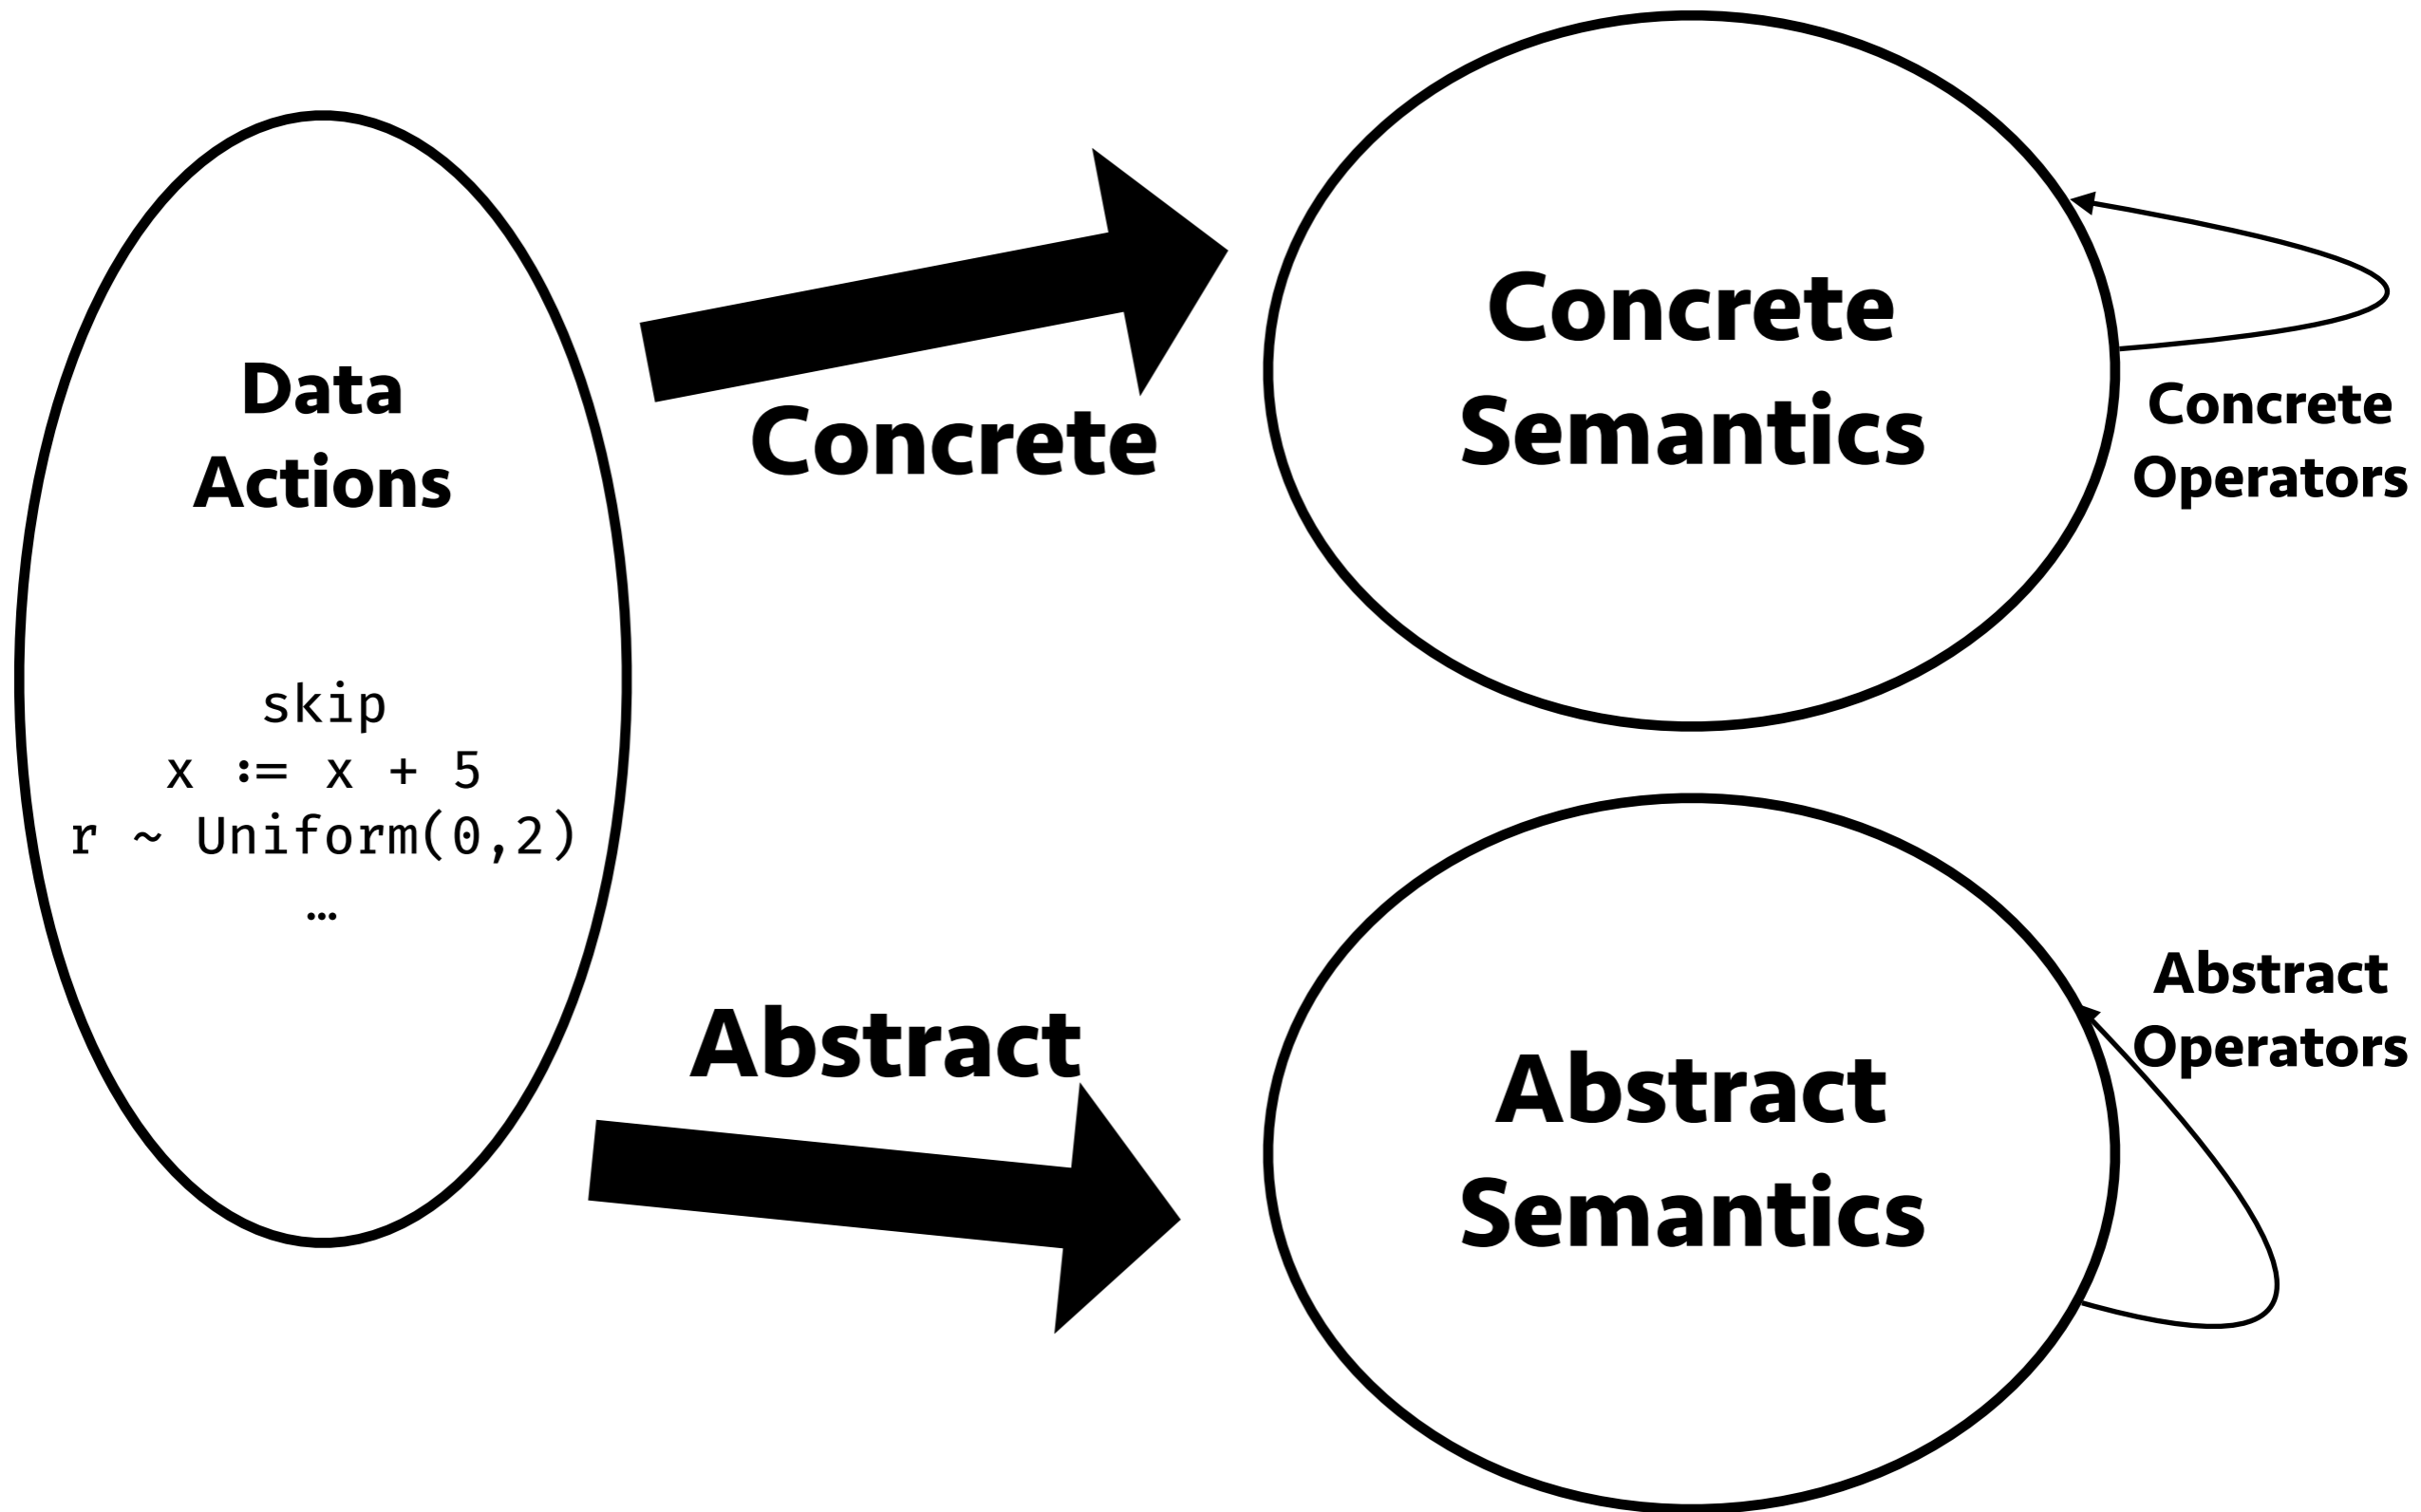 Data
Actions
skip
x := x + 5
r ~ Uniform(0,2)
…
Concrete
Abstract
Concrete
Semantics
Concrete
Operators
Abstract
Semantics
Abstract
Operators